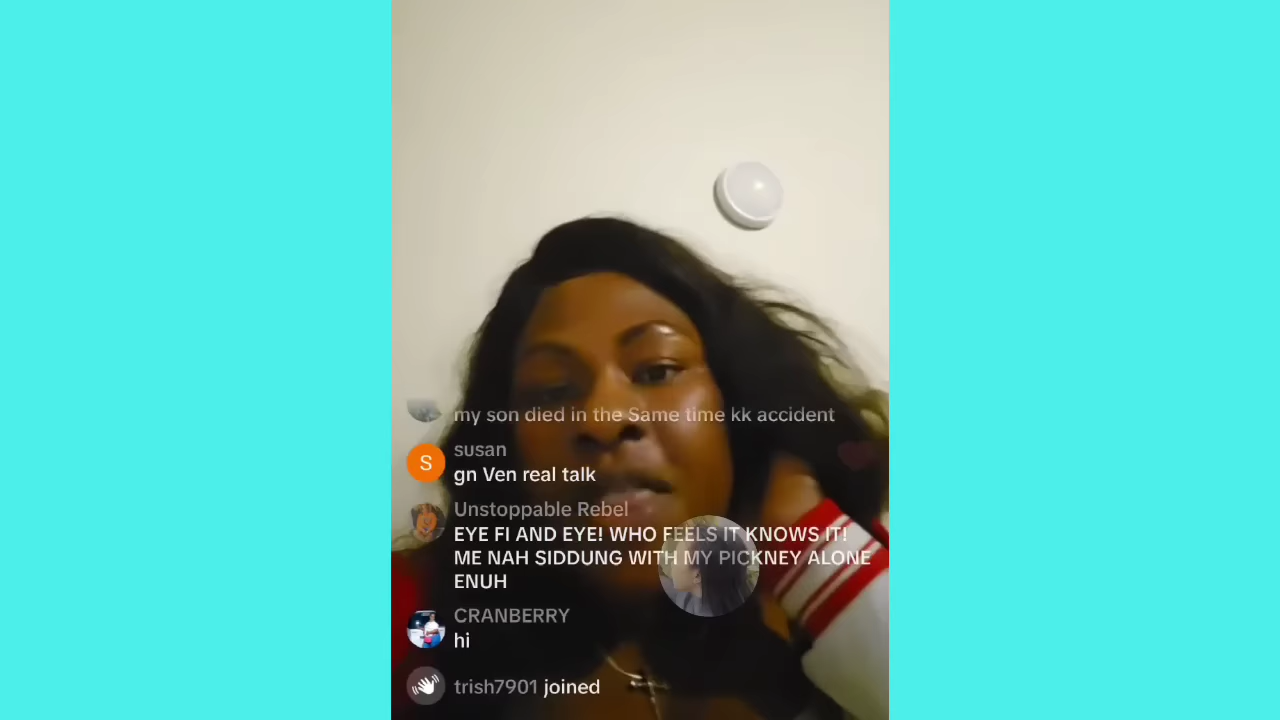 my son died in the Same time kk accident
S
susan
gn Ven real talk
Unstoppable Rebel
EYE FI AND EYE! WHO FEELS IT KNOWS IT!
ME NAH SIDDUNG WITH MY PICKNEY ALONE
ENUH
CRANBERRY
hi
trish7901 joined